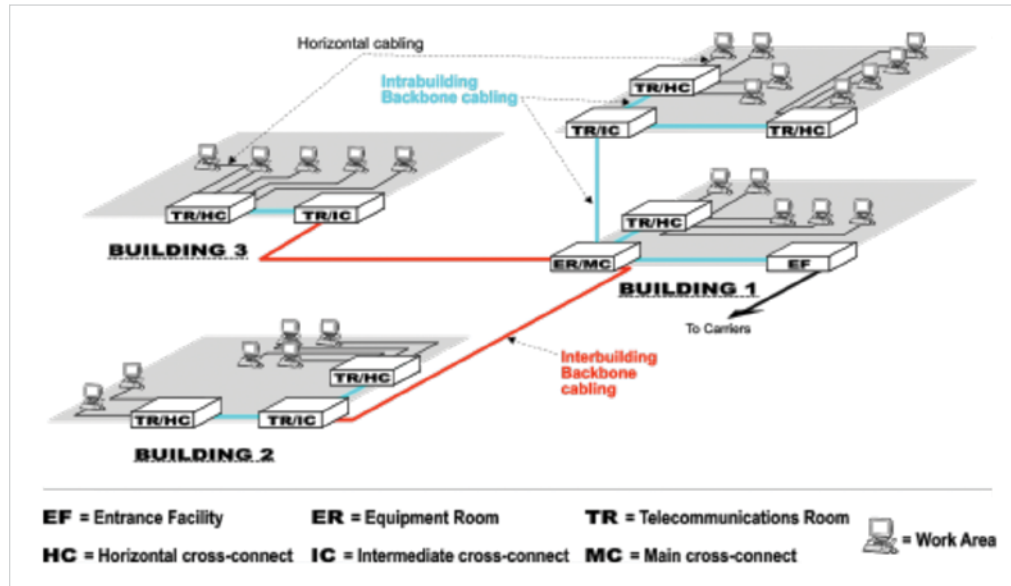 Horizontal cabling
Intrabuilding
Backbone cabling
TR/HC
TR/IC
TR/HC
TR/HC
TR/IC
BUILDING 3
TR/HC
ER/MC
EF
BUILDING 1
To Carriers
Interbuilding
Backbone
cabling
TR/HC
TR/HC
TR/IC
BUILDING 2
EF = Entrance Facility
ER = Equipment Room
TR = Telecommunications Room
HC = Horizontal cross-connect
IC = Intermediate cross-connect
MC = Main cross-connect
= Work Area